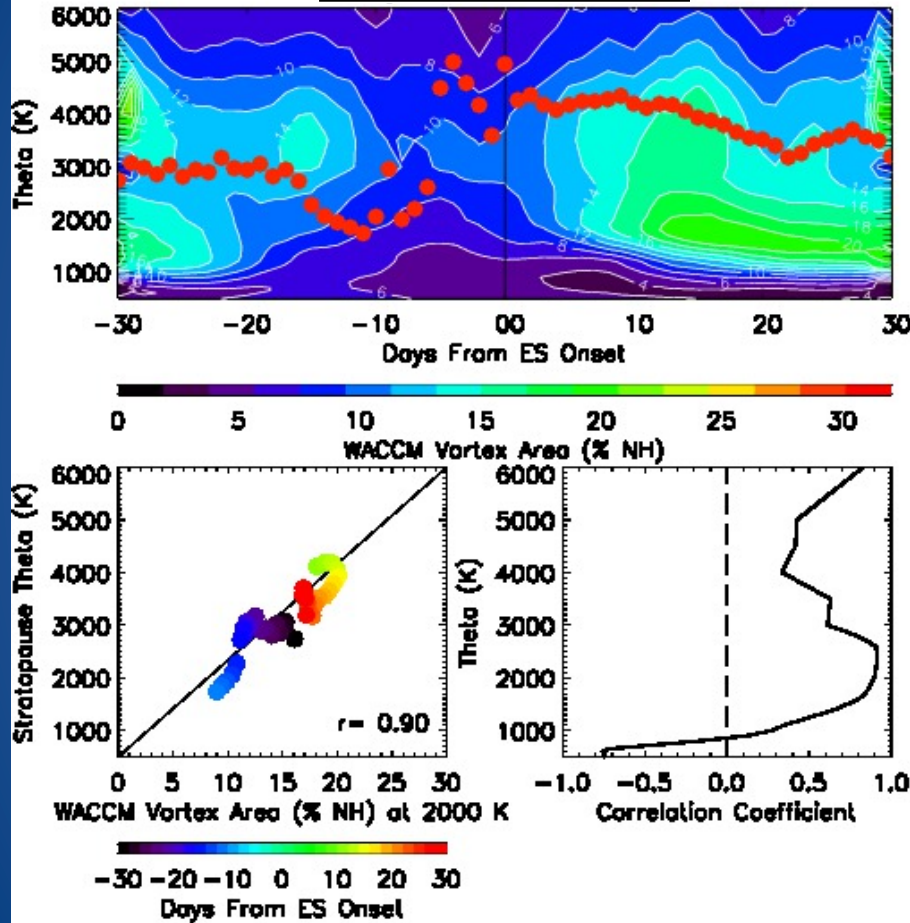 6000
5000
4000
3000
2000
1000
Theta (K)
-30 -20 -10 00 10 20 30
Days From ES Onset
0 5 10 15 20 25 30
WACCM Vortex Area (% NH)
6000
5000
4000
3000
2000
1000
Stratopause Theta (K)
r= 0.90
0 5 10 15 20 25 30
WACCM Vortex Area (% NH) at 2000 K
6000
5000
4000
3000
2000
1000
Theta (K)
-1.0 -0.5 0.0 0.5 1.0
Correlation Coefficient
-30 -20 -10 0 10 20 30
Days From ES Onset